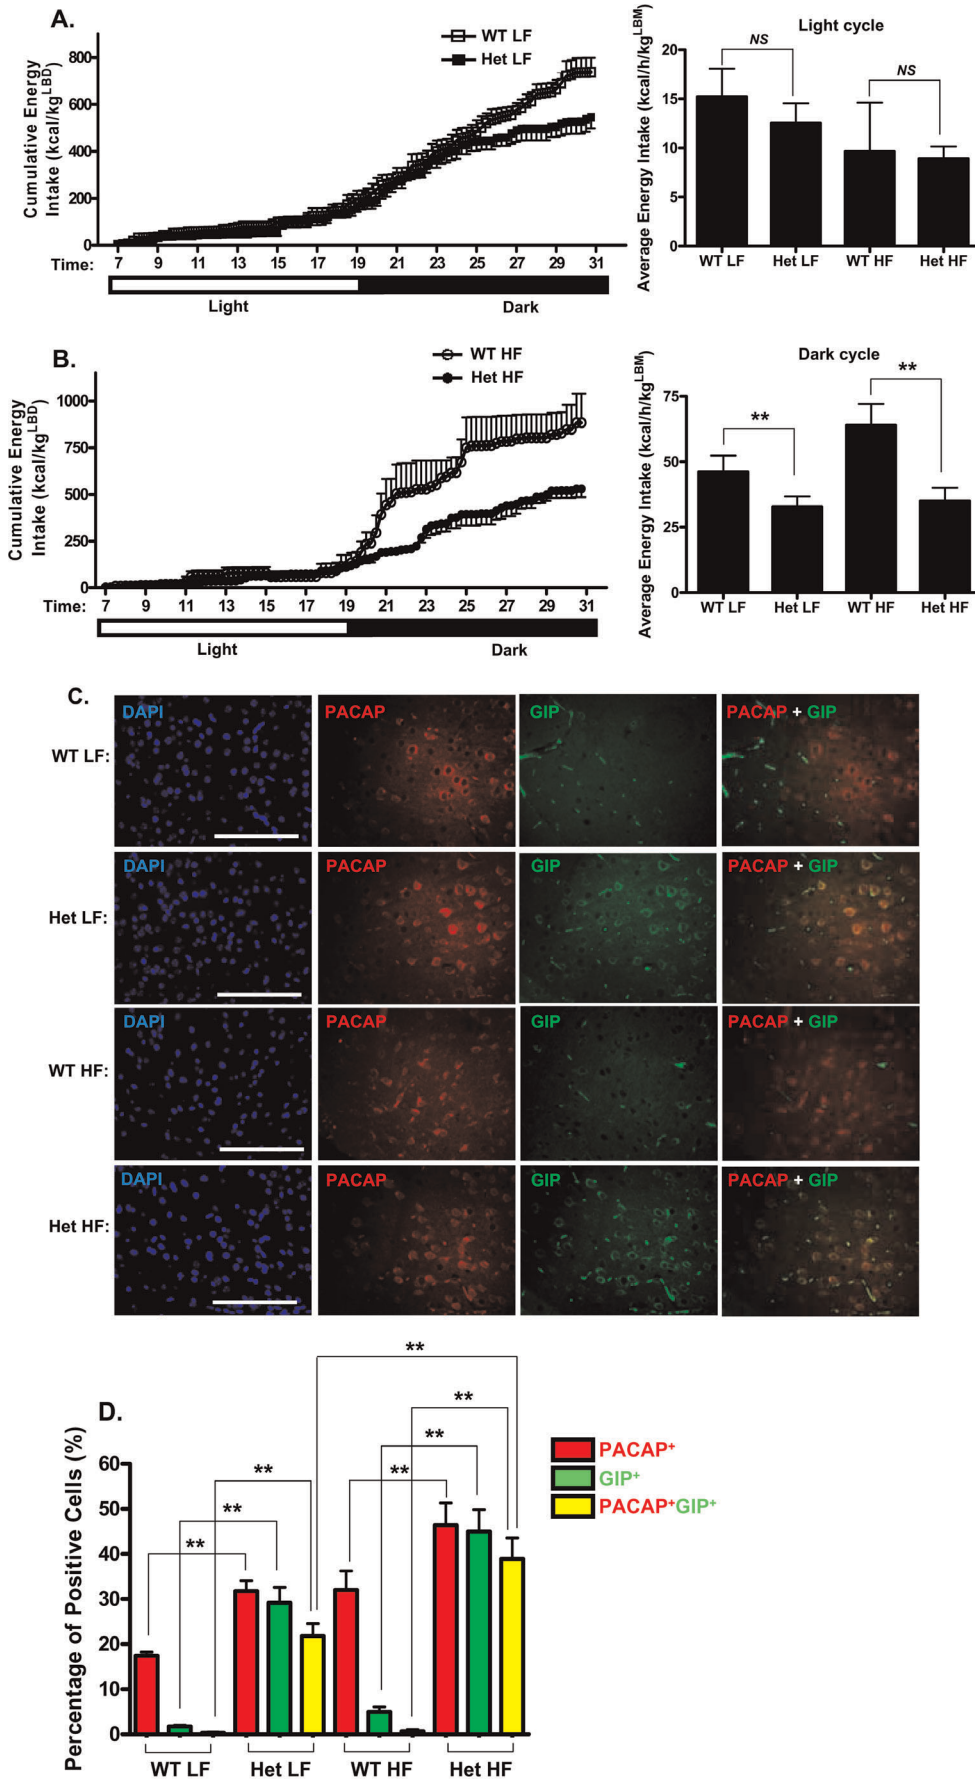 A.
WT LF
Het LF
Cumulative Energy
Intake (kcal/kg^LBD)
800
600
400
200
0
Time:
7 9 11 13 15 17 19 21 23 25 27 29 31
Light Dark
Light cycle
Average Energy Intake (kcal/h/kg^LBM)
20
15
10
5
0
NS
NS
WT LF Het LF WT HF Het HF
B.
WT HF
Het HF
Cumulative Energy
Intake (kcal/kg^LBD)
1000
750
500
250
0
Time:
7 9 11 13 15 17 19 21 23 25 27 29 31
Light Dark
Dark cycle
Average Energy Intake (kcal/h/kg^LBM)
75
50
25
0
**
**
WT LF Het LF WT HF Het HF
C.
WT LF:
DAPI PACAP GIP PACAP + GIP
Het LF:
DAPI PACAP GIP PACAP + GIP
WT HF:
DAPI PACAP GIP PACAP + GIP
Het HF:
DAPI PACAP GIP PACAP + GIP
D.
Percentage of Positive Cells (%)
60
50
40
30
20
10
0
**
**
**
**
**
**
**
PACAP+
GIP+
PACAP+GIP+
WT LF Het LF WT HF Het HF